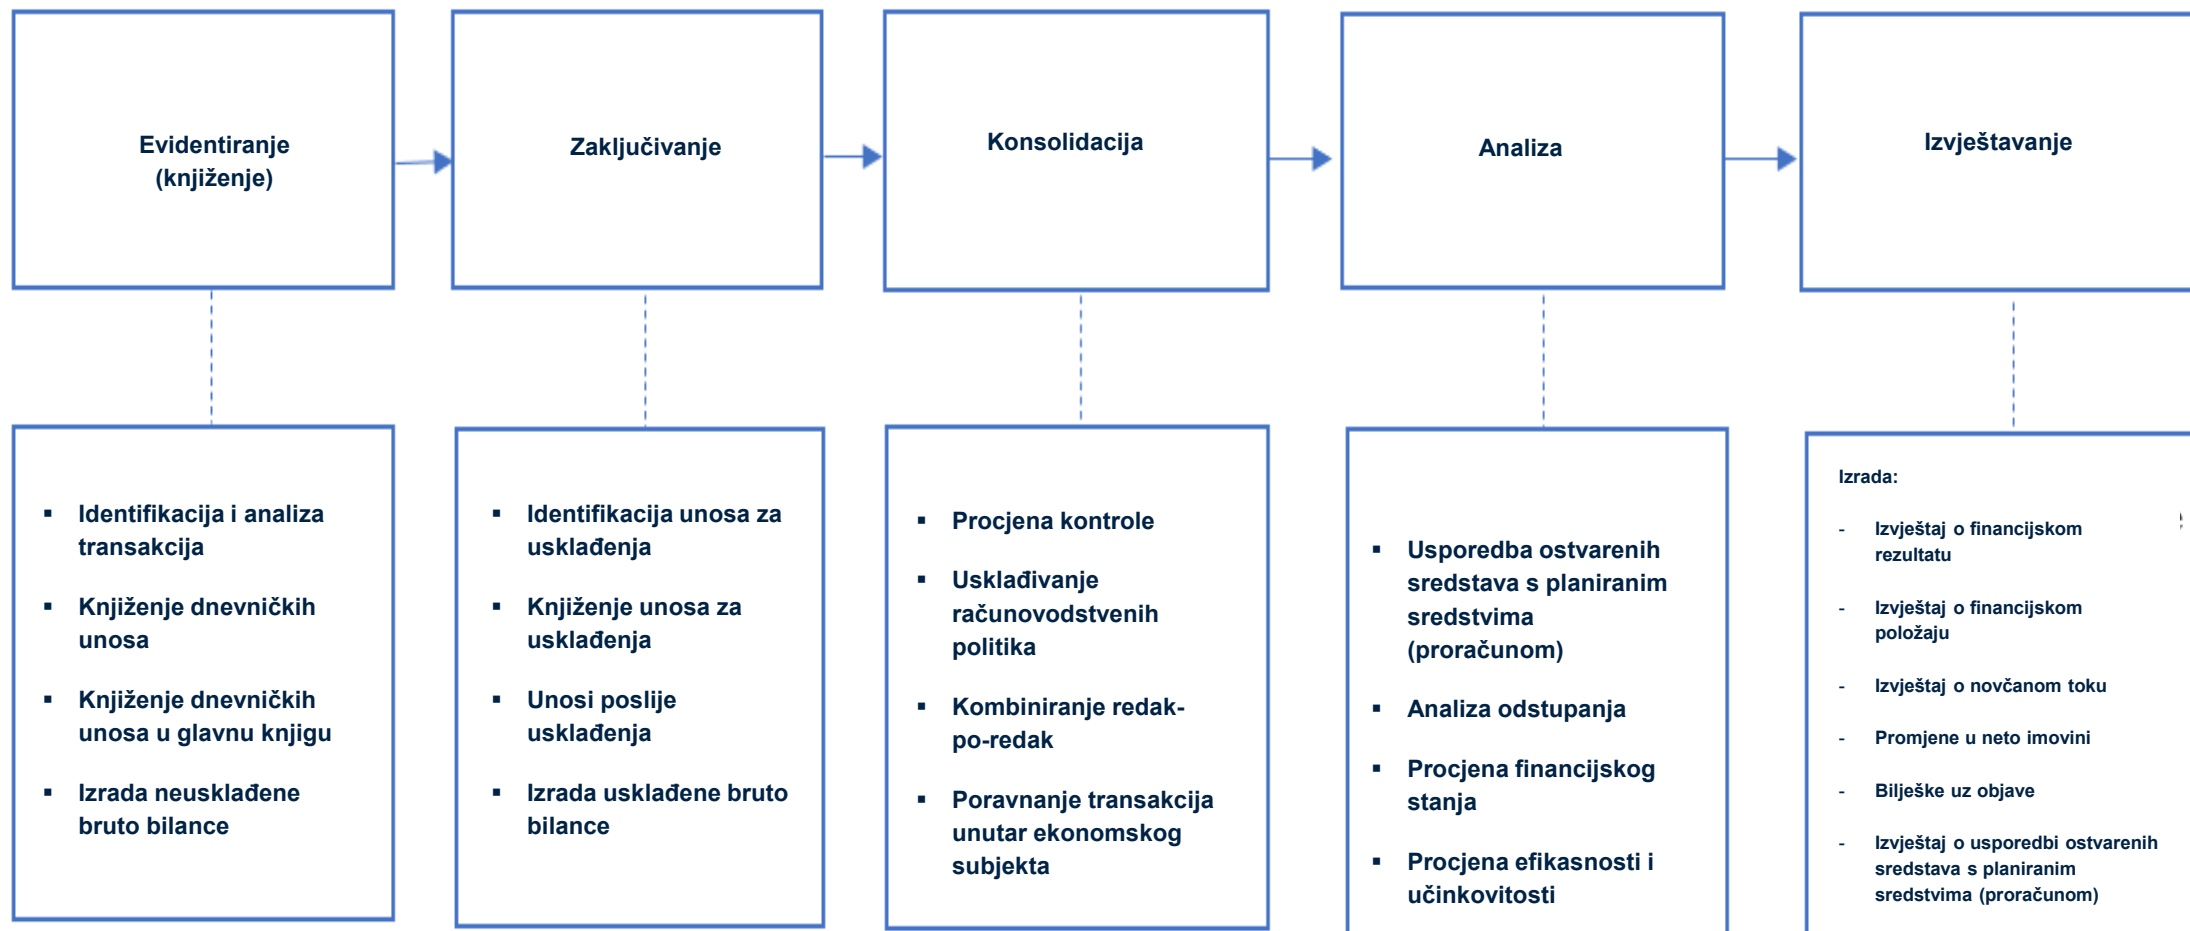 Evidentiranje
(knjiženje)
Zaključivanje
Konsolidacija
Analiza
Izvještavanje
▪ Identifikacija i analiza
transakcija
▪ Knjiženje dnevničkih
unosa
▪ Knjiženje dnevničkih
unosa u glavnu knjigu
▪ Izrada neusklađene
bruto bilance
▪ Identifikacija unosa za
usklađenja
▪ Knjiženje unosa za
usklađenja
▪ Unosi poslije
usklađenja
▪ Izrada usklađene bruto
bilance
▪ Procjena kontrole
▪ Usklađivanje
računovodstvenih
politika
▪ Kombiniranje redak-
po-redak
▪ Poravnanje transakcija
unutar ekonomskog
subjekta
▪ Usporedba ostvarenih
sredstava s planiranim
sredstvima
(proračunom)
▪ Analiza odstupanja
▪ Procjena financijskog
stanja
▪ Procjena efikasnosti i
učinkovitosti
Izrada:
- Izvještaj o financijskom
rezultatu
- Izvještaj o financijskom
položaju
- Izvještaj o novčanom toku
- Promjene u neto imovini
- Bilješke uz objave
- Izvještaj o usporedbi ostvarenih
sredstava s planiranim
sredstvima (proračunom)